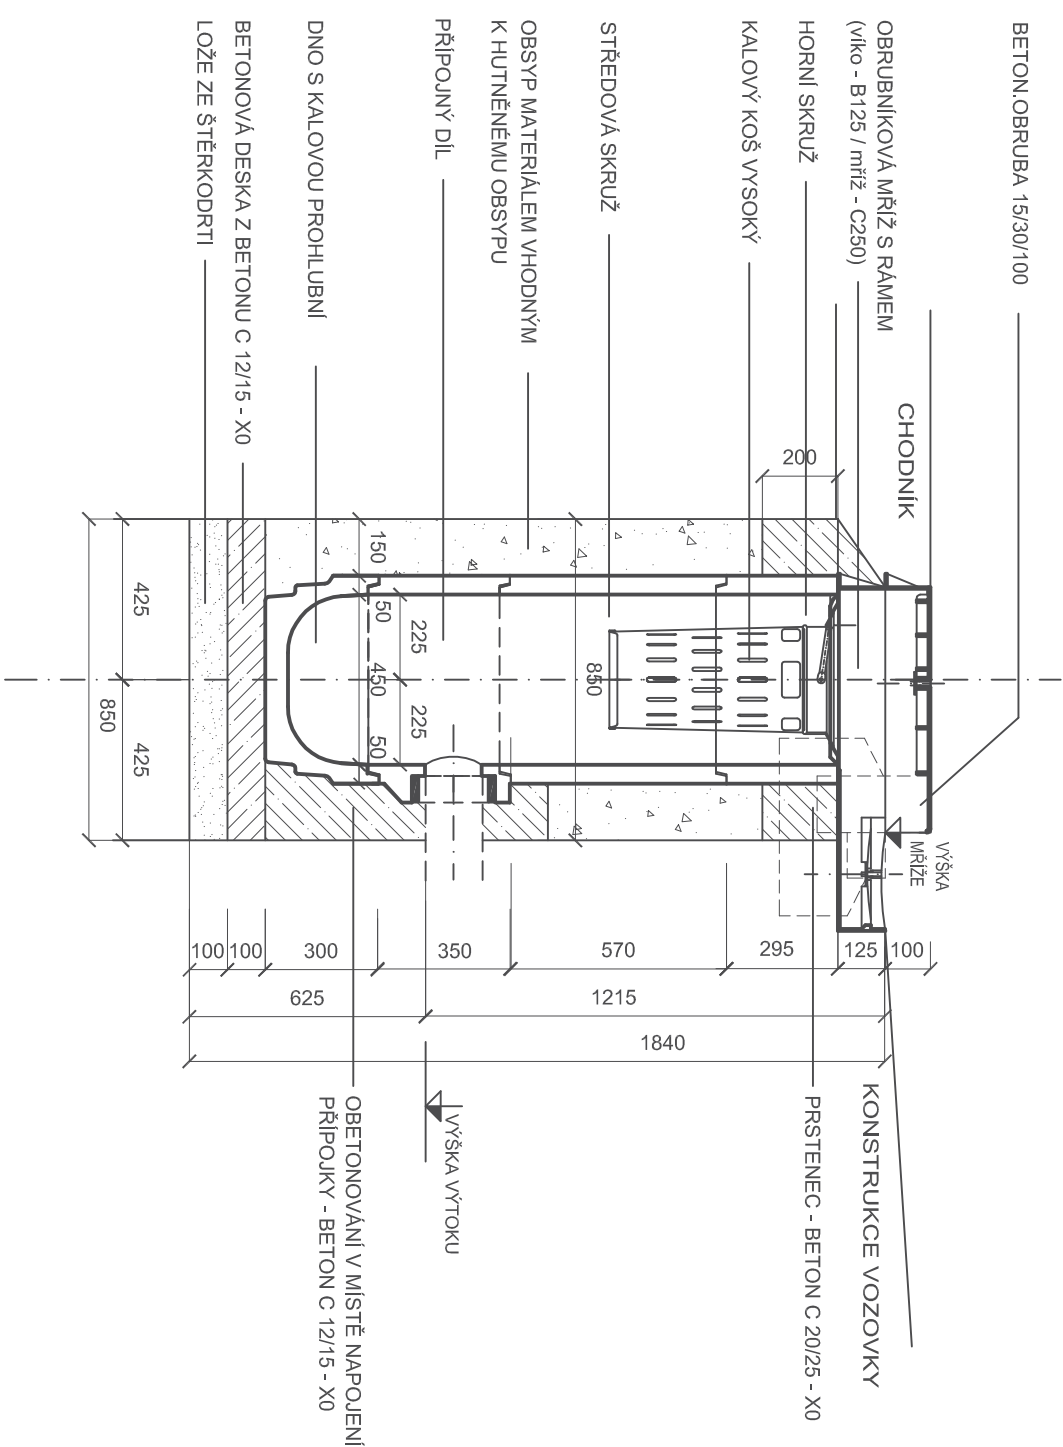 BETON.OBRUBA 15/30/100
OBRUBNÍKOVÁ MŘÍŽ S RÁMEM
(víko - B125 / mříž - C250)
HORNÍ SKRUŽ
KALOVÝ KOŠ VYSOKÝ
STŘEDOVÁ SKRUŽ
OBSYP MATERIÁLEM VHODNÝM
K HUTNĚNÉMU OBSYPU
PŘÍPOJNÝ DÍL
DNO S KALOVOU PROHLUBNÍ
BETONOVÁ DESKA Z BETONU C 12/15 - X0
LOŽE ZE ŠTĚRKODRTI
CHODNÍK
200
150
50
450
50
225
225
850
425
425
850
VÝŠKA
MŘÍŽE
100
125
295
570
350
300
100
100
1215
625
1840
KONSTRUKCE VOZOVKY
PRSTENEC - BETON C 20/25 - X0
VÝŠKA VÝTOKU
OBETONOVÁNÍ V MÍSTĚ NAPOJENÍ
PŘÍPOJKY - BETON C 12/15 - X0